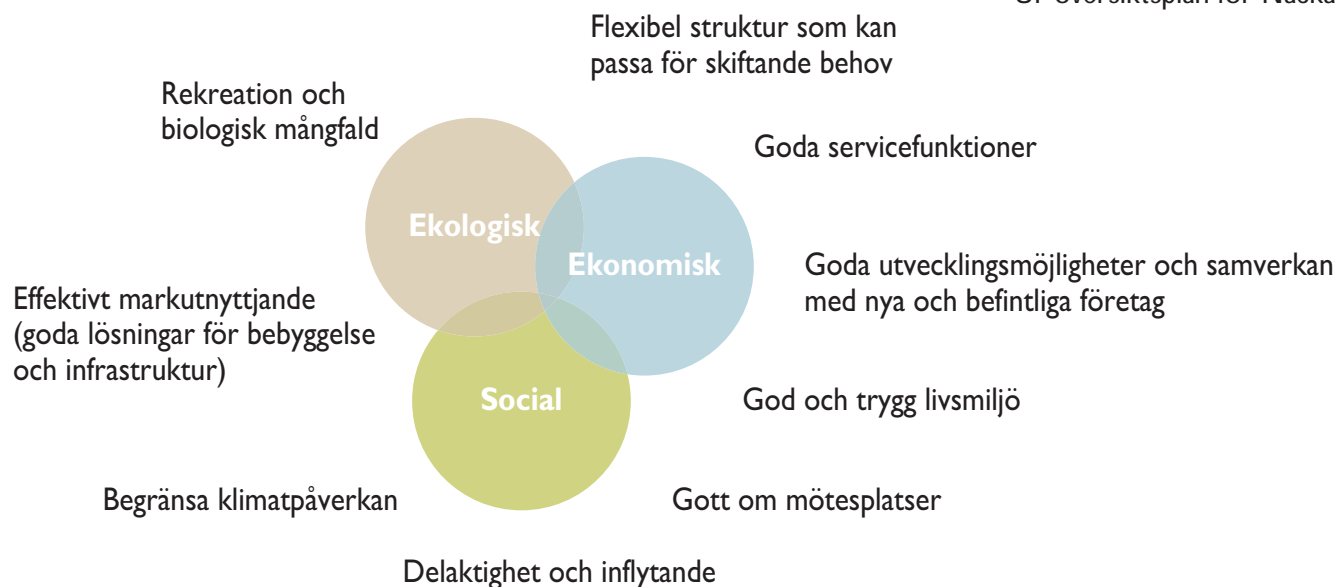 Flexibel struktur som kan
passa för skiftande behov
Rekreation och
biologisk mångfald
Goda servicefunktioner
Ekologisk
Ekonomisk
Goda utvecklingsmöjligheter och samverkan
med nya och befintliga företag
Effektivt markutnyttjande
(goda lösningar för bebyggelse
och infrastruktur)
Social
God och trygg livsmiljö
Begränsa klimatpåverkan
Gott om mötesplatser
Delaktighet och inflytande